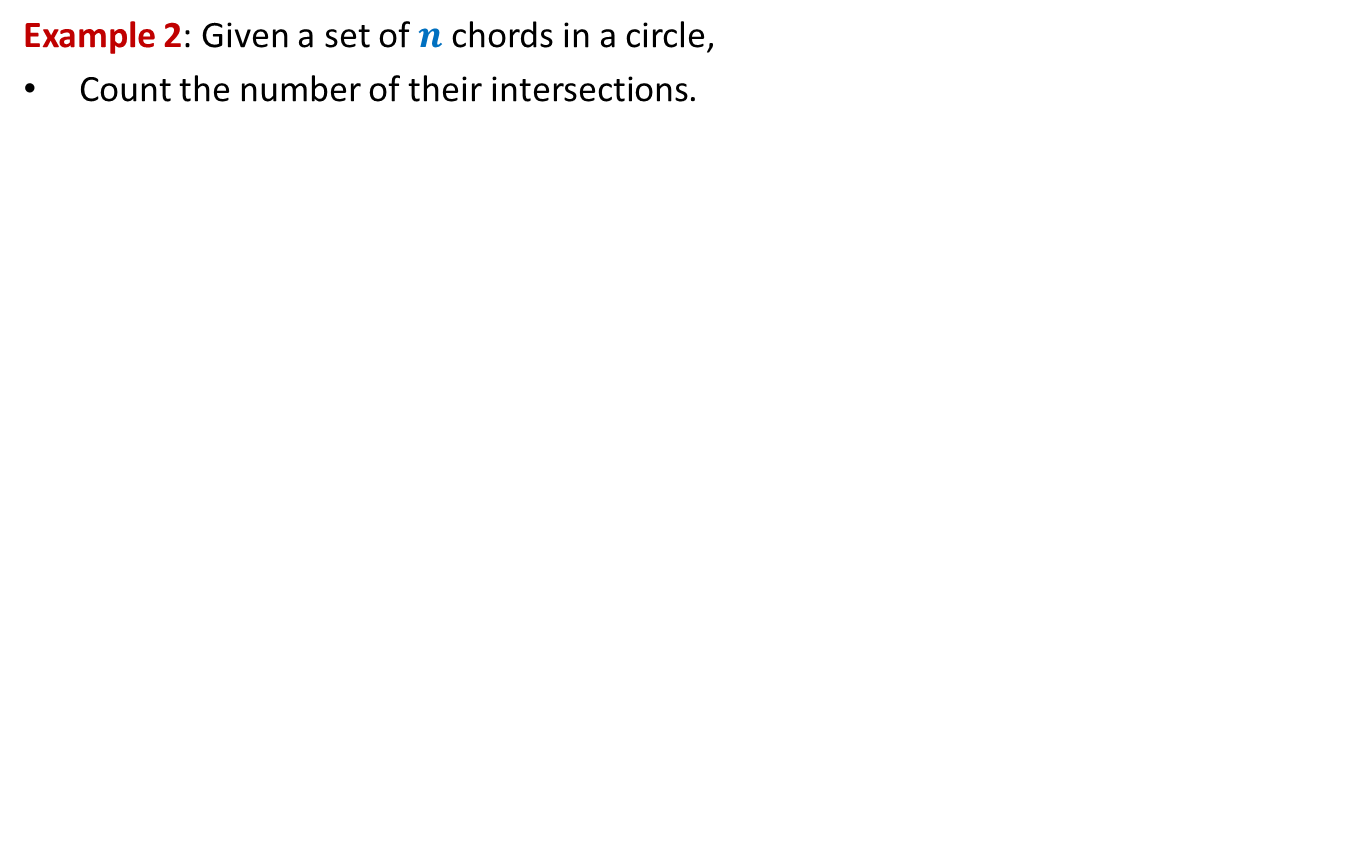 Example 2: Given a set of n chords in a circle,
• Count the number of their intersections.